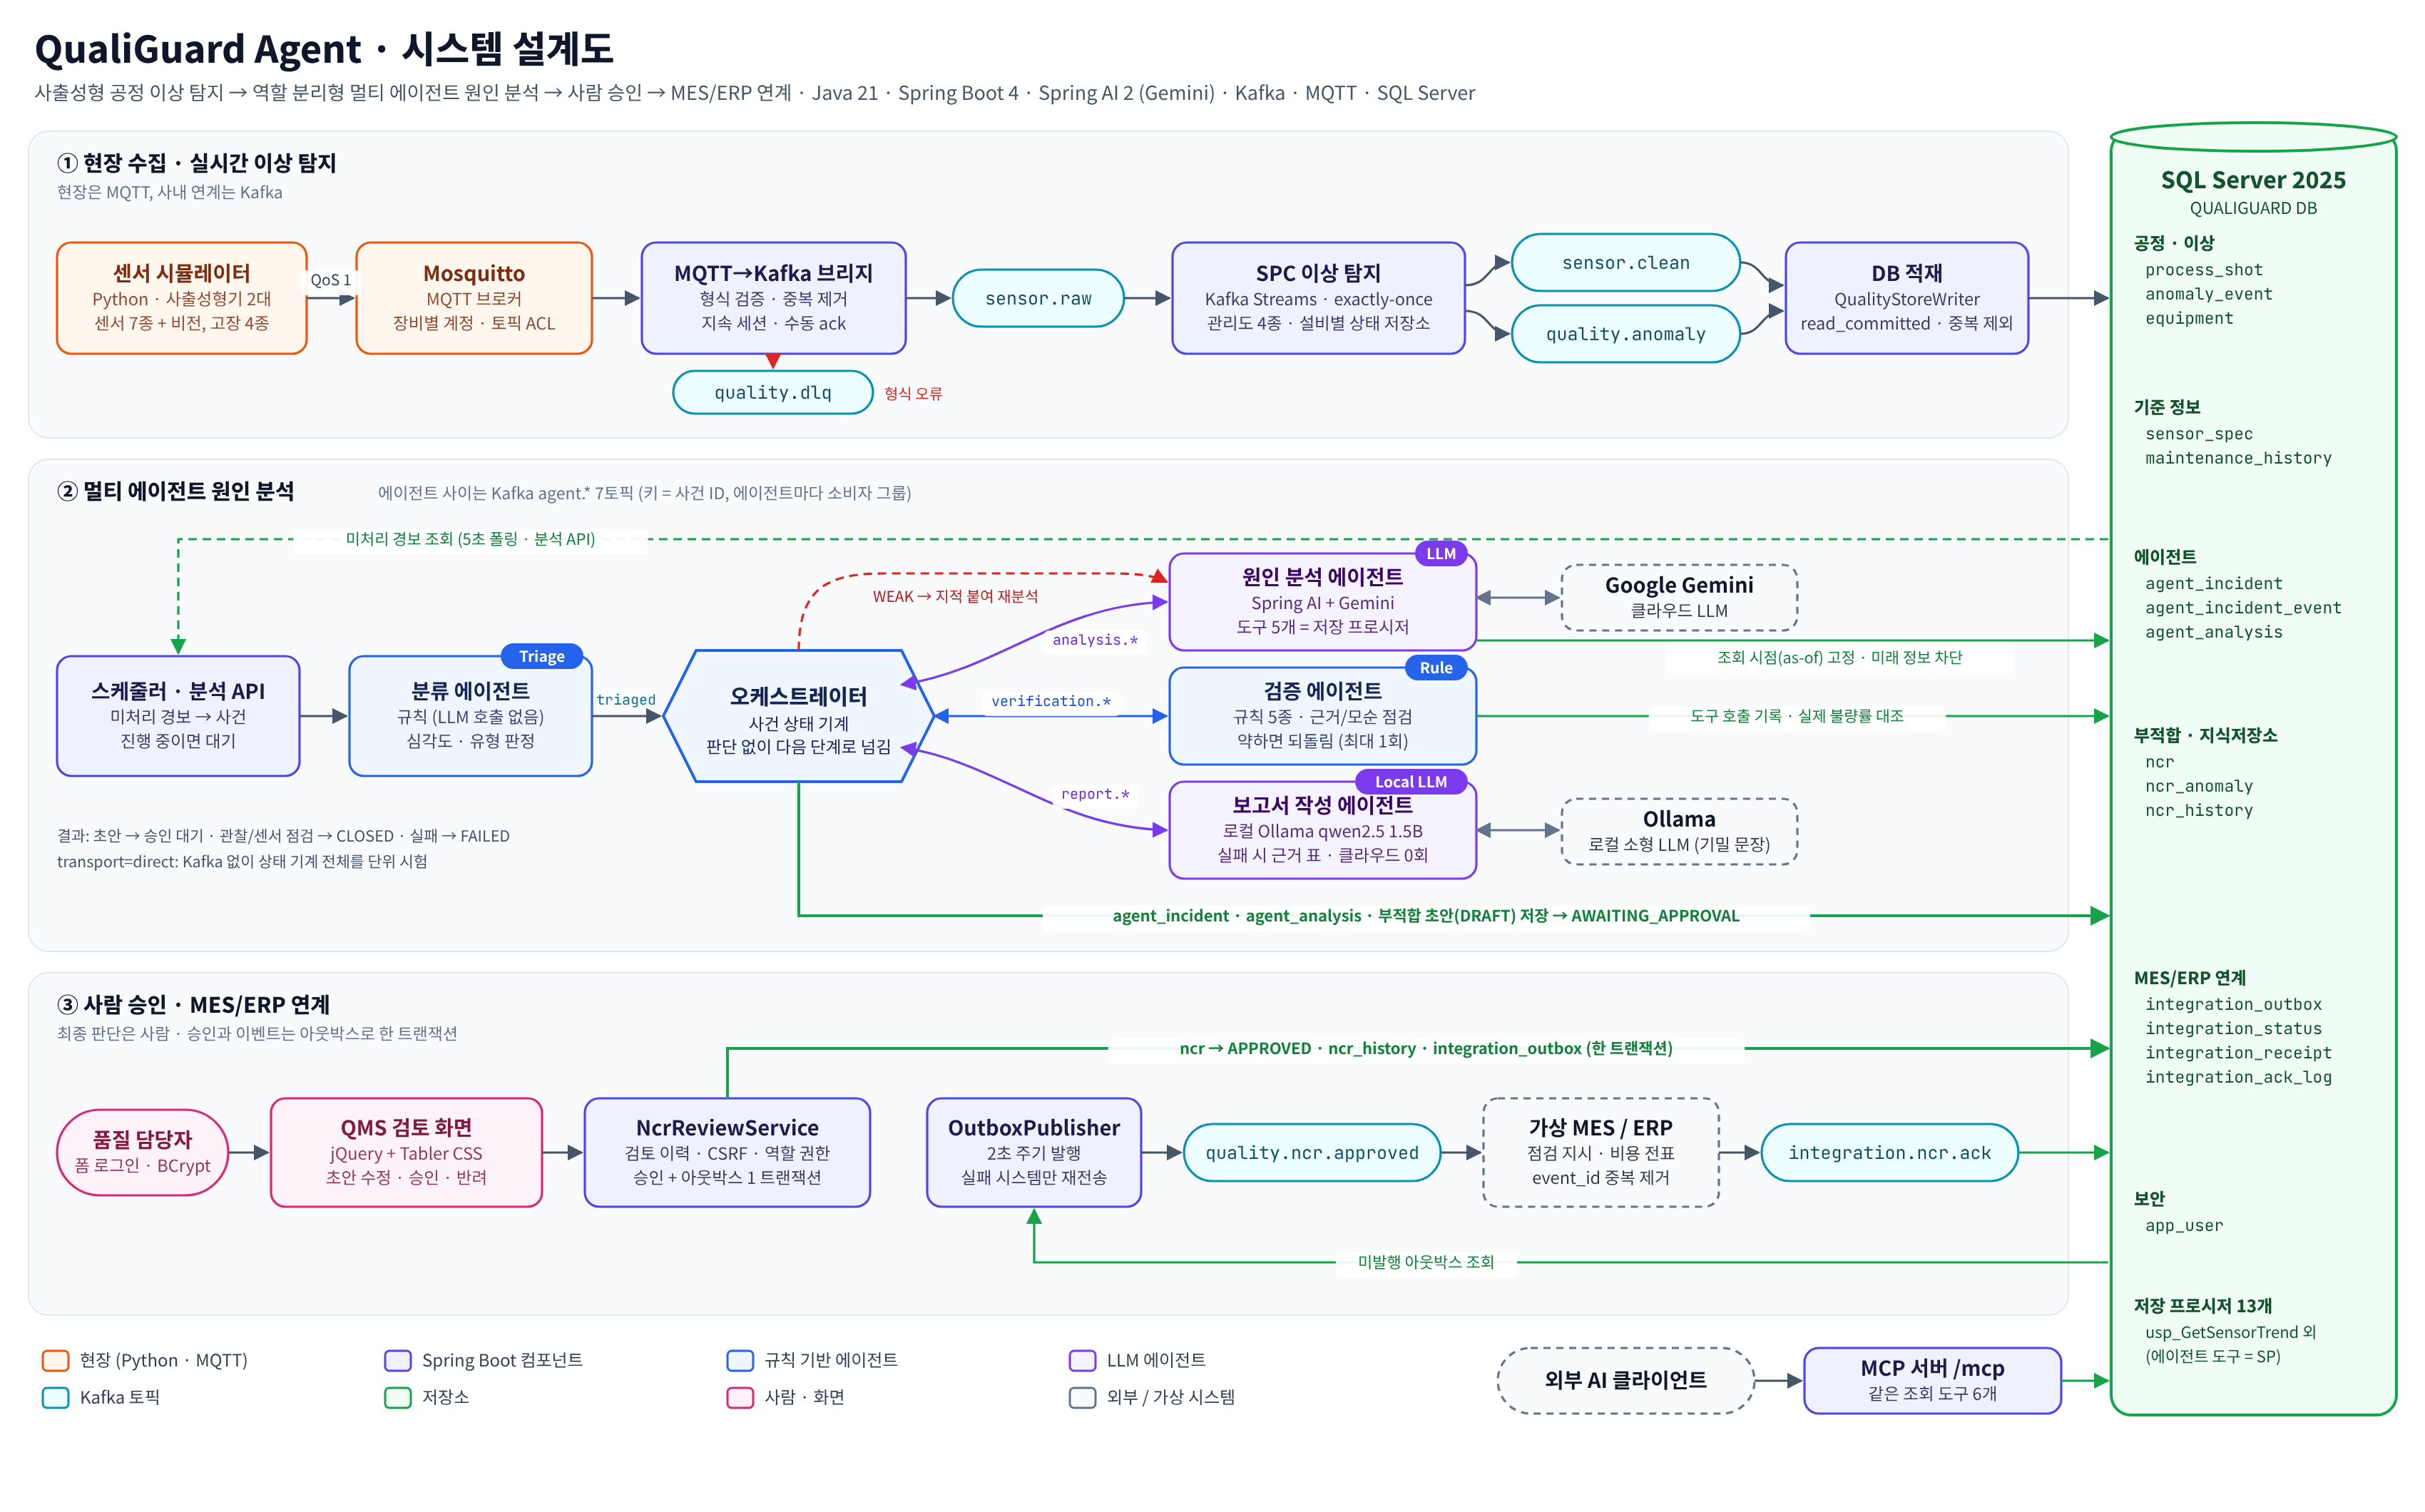 QualiGuard Agent · 시스템 설계도
사출성형 공정 이상 탐지 → 역할 분리형 멀티 에이전트 원인 분석 → 사람 승인 → MES/ERP 연계 · Java 21 · Spring Boot 4 · Spring AI 2 (Gemini) · Kafka · MQTT · SQL Server
① 현장 수집 · 실시간 이상 탐지
현장은 MQTT, 사내 연계는 Kafka
센서 시뮬레이터
Python · 사출성형기 2대
센서 7종 + 비전, 고장 4종
QoS 1
Mosquitto
MQTT 브로커
장비별 계정 · 토픽 ACL
MQTT→Kafka 브리지
형식 검증 · 중복 제거
지속 세션 · 수동 ack
quality.dlq
형식 오류
sensor.raw
SPC 이상 탐지
Kafka Streams · exactly-once
관리도 4종 · 설비별 상태 저장소
sensor.clean
quality.anomaly
DB 적재
QualityStoreWriter
read_committed · 중복 제외
② 멀티 에이전트 원인 분석
에이전트 사이는 Kafka agent.* 7토픽 (키 = 사건 ID, 에이전트마다 소비자 그룹)
미처리 경보 조회 (5초 폴링 · 분석 API)
스케줄러 · 분석 API
미처리 경보 → 사건
진행 중이면 대기
Triage
분류 에이전트
규칙 (LLM 호출 없음)
심각도 · 유형 판정
triaged
오케스트레이터
사건 상태 기계
판단 없이 다음 단계로 넘김
WEAK → 지적 붙여 재분석
analysis.*
verification.*
report.*
LLM
원인 분석 에이전트
Spring AI + Gemini
도구 5개 = 저장 프로시저
Google Gemini
클라우드 LLM
조회 시점(as-of) 고정 · 미래 정보 차단
Rule
검증 에이전트
규칙 5종 · 근거/모순 점검
약하면 되돌림 (최대 1회)
도구 호출 기록 · 실제 불량률 대조
Local LLM
보고서 작성 에이전트
로컬 Ollama qwen2.5 1.5B
실패 시 근거 표 · 클라우드 0회
Ollama
로컬 소형 LLM (기밀 문장)
결과: 초안 → 승인 대기 · 관찰/센서 점검 → CLOSED · 실패 → FAILED
transport=direct: Kafka 없이 상태 기계 전체를 단위 시험
agent_incident · agent_analysis · 부적합 초안(DRAFT) 저장 → AWAITING_APPROVAL
③ 사람 승인 · MES/ERP 연계
최종 판단은 사람 · 승인과 이벤트는 아웃박스로 한 트랜잭션
ncr → APPROVED · ncr_history · integration_outbox (한 트랜잭션)
품질 담당자
폼 로그인 · BCrypt
QMS 검토 화면
jQuery + Tabler CSS
초안 수정 · 승인 · 반려
NcrReviewService
검토 이력 · CSRF · 역할 권한
승인 + 아웃박스 1 트랜잭션
OutboxPublisher
2초 주기 발행
실패 시스템만 재전송
quality.ncr.approved
가상 MES / ERP
점검 지시 · 비용 전표
event_id 중복 제거
integration.ncr.ack
미발행 아웃박스 조회
SQL Server 2025
QUALIGUARD DB
공정 · 이상
process_shot
anomaly_event
equipment
기준 정보
sensor_spec
maintenance_history
에이전트
agent_incident
agent_incident_event
agent_analysis
부적합 · 지식저장소
ncr
ncr_anomaly
ncr_history
MES/ERP 연계
integration_outbox
integration_status
integration_receipt
integration_ack_log
보안
app_user
저장 프로시저 13개
usp_GetSensorTrend 외
(에이전트 도구 = SP)
현장 (Python · MQTT)
Spring Boot 컴포넌트
규칙 기반 에이전트
LLM 에이전트
Kafka 토픽
저장소
사람 · 화면
외부 / 가상 시스템
외부 AI 클라이언트
MCP 서버 /mcp
같은 조회 도구 6개